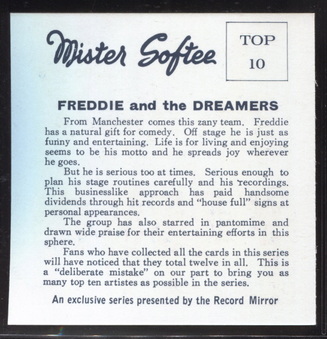 Mister Softee
TOP
10
FREDDIE and the DREAMERS
From Manchester comes this zany team. Freddie
has a natural gift for comedy. Off stage he is just as
funny and entertaining. Life is for living and enjoying
seems to be his motto and he spreads joy wherever
he goes.
But he is serious too at times. Serious enough to
plan his stage routines carefully and his recordings.
This businesslike approach has paid handsome
dividends through hit records and "house full" signs at
personal appearances.
The group has also starred in pantomime and
drawn wide praise for their entertaining efforts in this
sphere.
Fans who have collected all the cards in this series
will have noticed that they total twelve in all. This is
a "deliberate mistake" on our part to bring you as
many top ten artistes as possible in the series.
An exclusive series presented by the Record Mirror